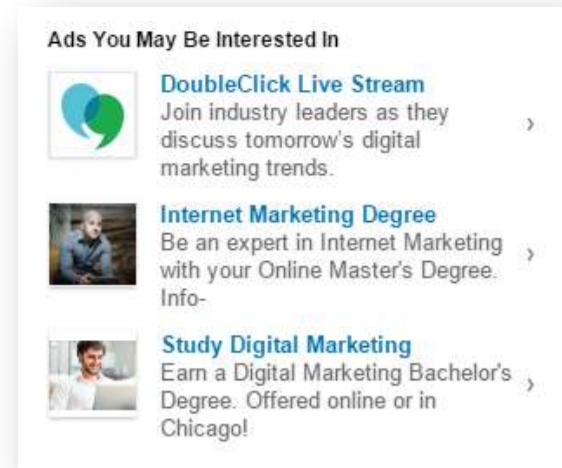 Ads You May Be Interested In
DoubleClick Live Stream
Join industry leaders as they
discuss tomorrow's digital
marketing trends.
Internet Marketing Degree
Be an expert in Internet Marketing
with your Online Master's Degree.
Info-
Study Digital Marketing
Earn a Digital Marketing Bachelor's
Degree. Offered online or in
Chicago!